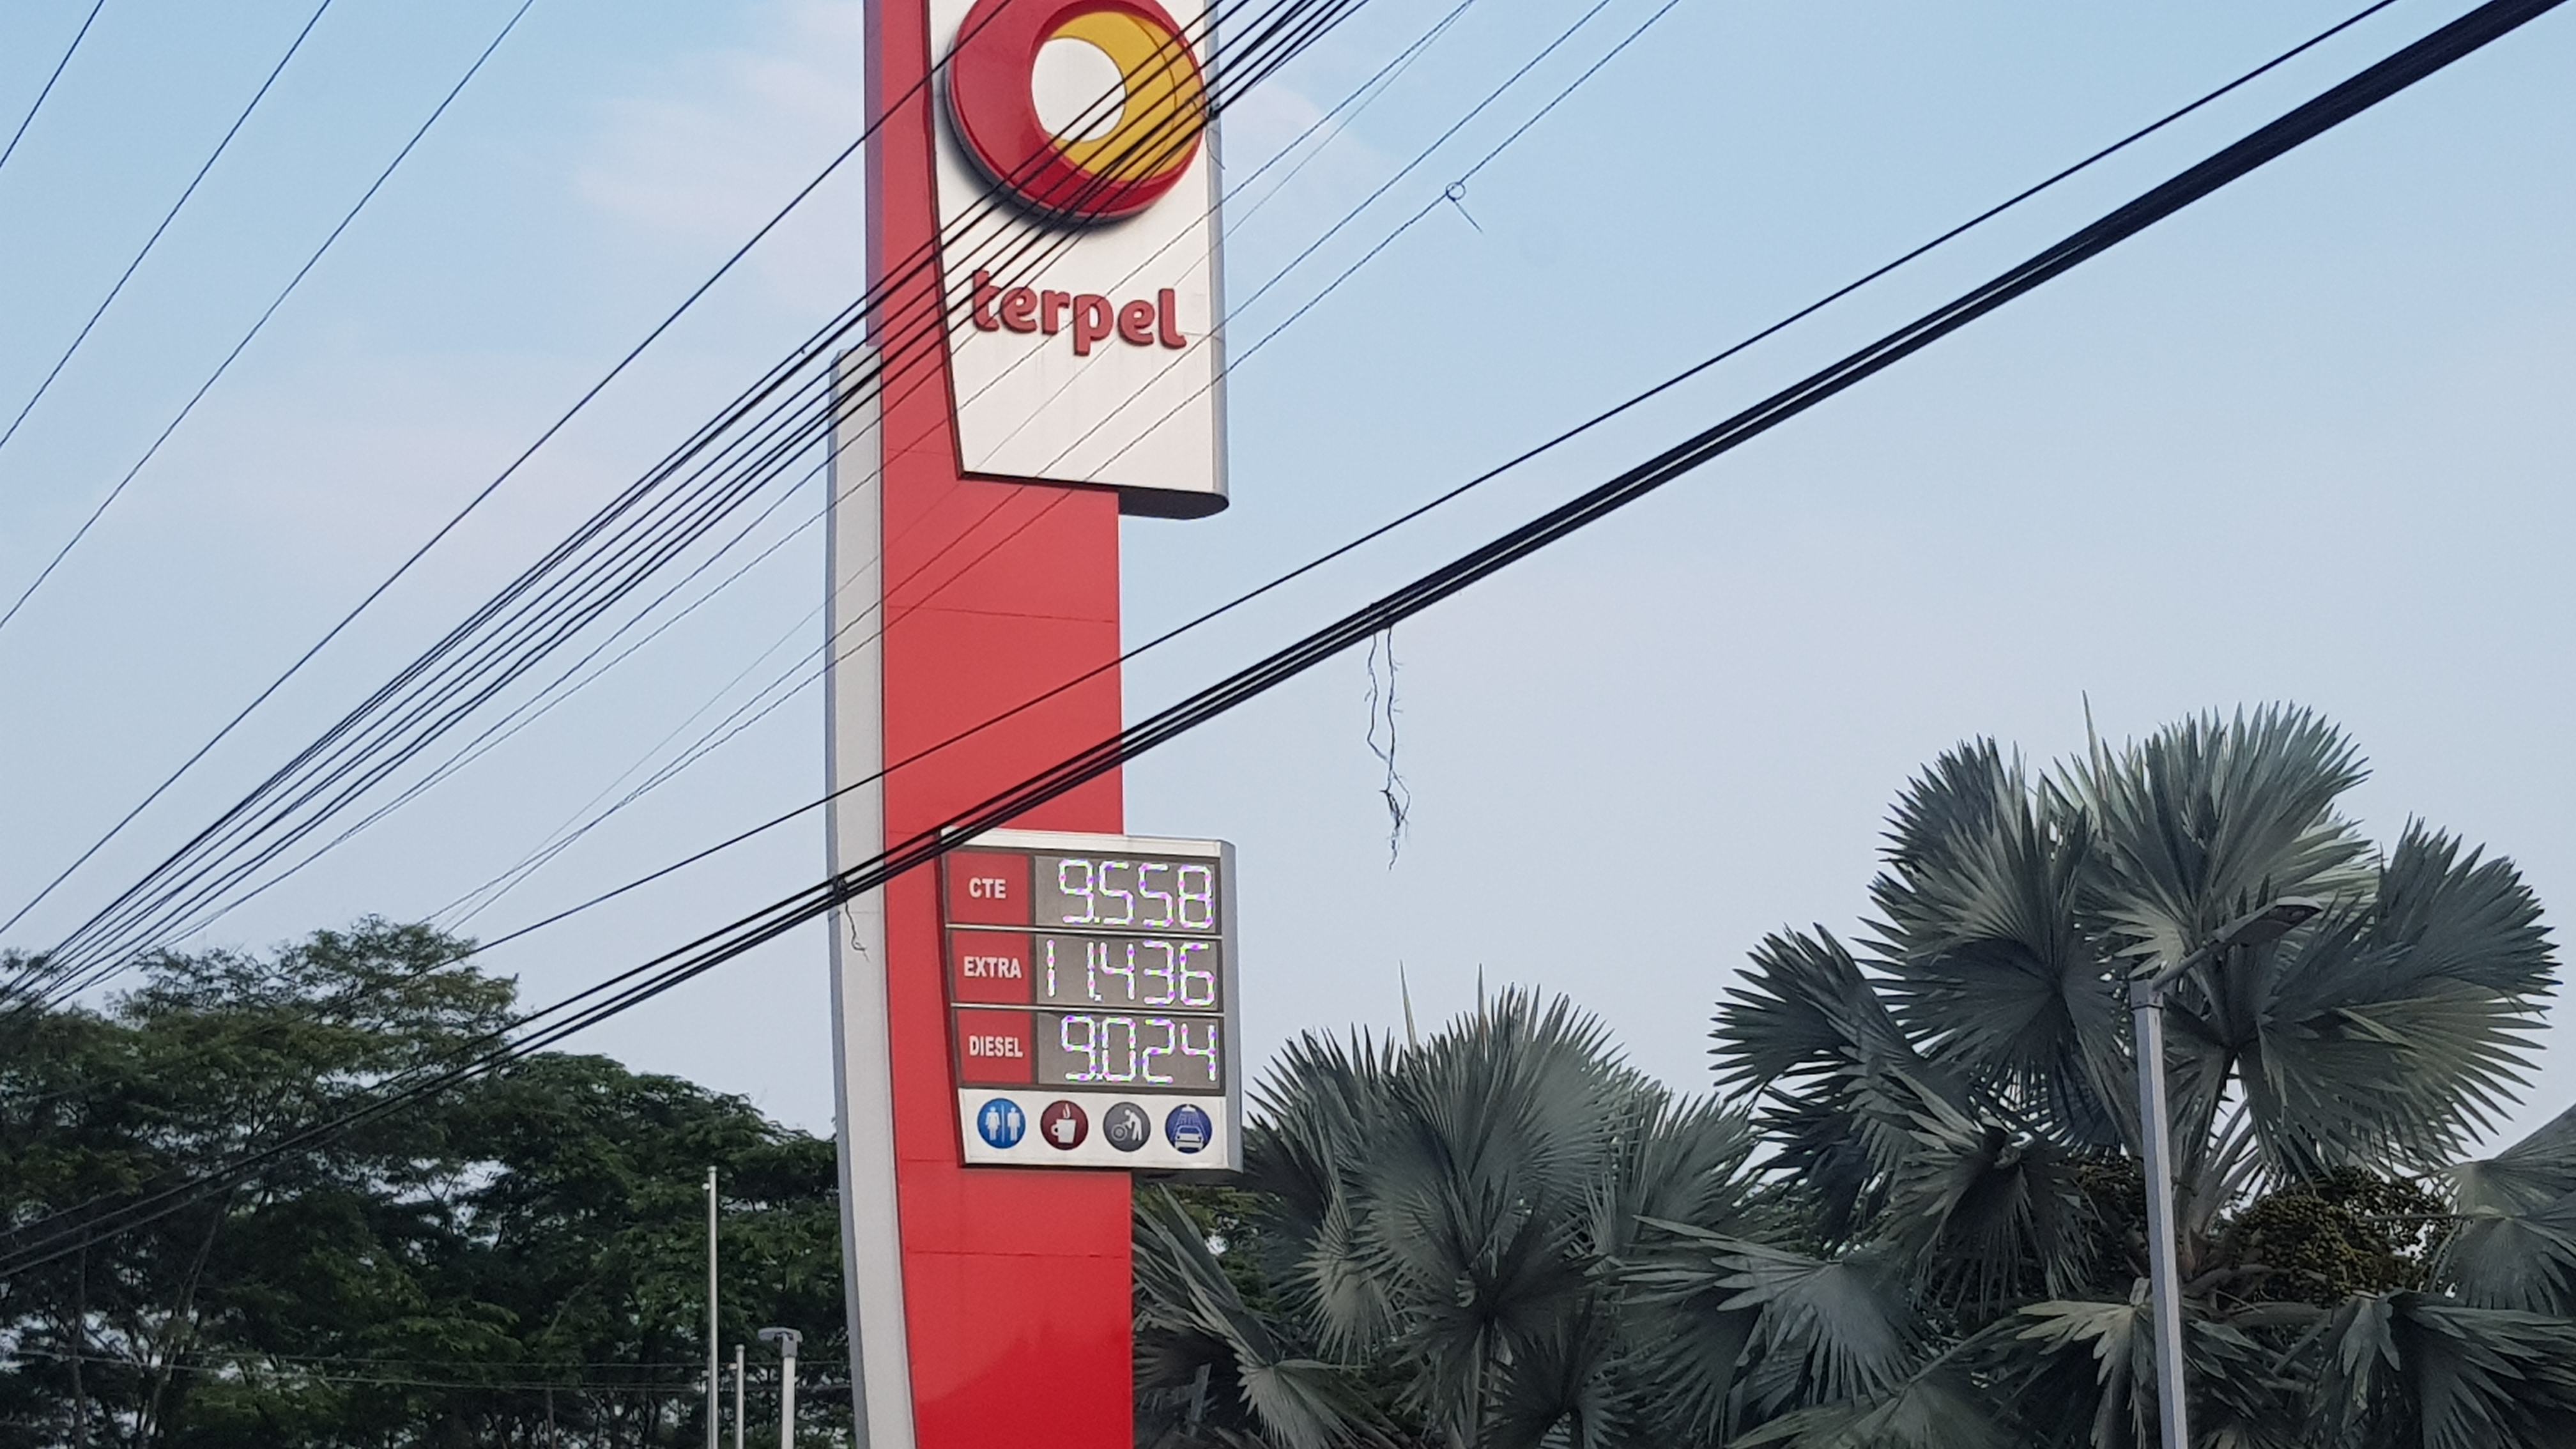 terpel
CTE 9.558
EXTRA 11.436
DIESEL 9.024